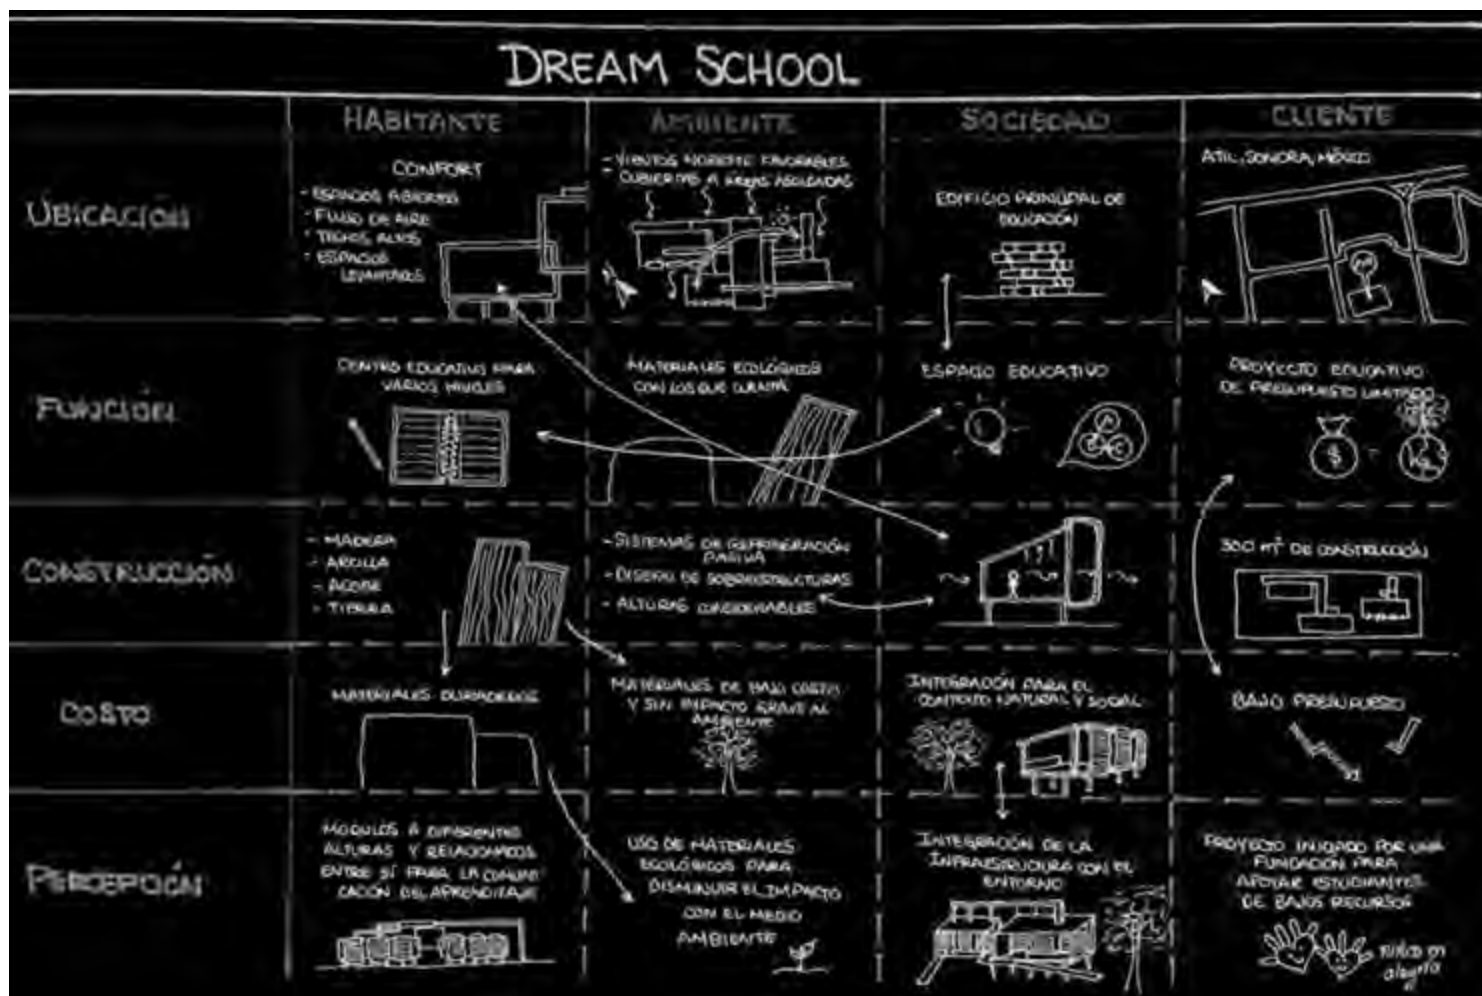 DREAM SCHOOL
HABITANTE
AMBIENTE
SOCIEDAD
CLIENTE
UBICACIÓN
CONFORT
- ESPACIOS ABIERTOS
- FLUJO DE AIRE
- TECHOS ALTOS
- ESPACIOS
LEVANTADOS
- VIENTOS NOROESTE FAVORABLES
- CUBIERTAS A AREAS ASOLEADAS
EDIFICIO PRINCIPAL DE
EDUCACIÓN
ATIL, SONORA, MÉXICO
FUNCIÓN
CENTRO EDUCATIVO PARA
VARIOS NIVELES
MATERIALES ECOLÓGICOS
CON LOS QUE CUENTA
ESPACIO EDUCATIVO
A
B C
PROYECTO EDUCATIVO
DE PRESUPUESTO LIMITADO
$
CONSTRUCCIÓN
- MADERA
- ARCILLA
- ADOBE
- TIERRA
- SISTEMAS DE REFRIGERACIÓN
PASIVA
- DISEÑO DE SOBREESTRUCTURAS
- ALTURAS CONSIDERABLES
300 m² DE CONSTRUCCIÓN
COSTO
MATERIALES DURADEROS
MATERIALES DE BAJO COSTO
Y SIN IMPACTO GRAVE AL
AMBIENTE
INTEGRACIÓN PARA EL
CONTEXTO NATURAL Y SOCIAL
BAJO PRESUPUESTO
PERCEPCIÓN
MODULOS A DIFERENTES
ALTURAS Y RELACIONADOS
ENTRE SÍ PARA LA COMUNI
CACIÓN DEL APRENDIZAJE
USO DE MATERIALES
ECOLÓGICOS PARA
DISMINUIR EL IMPACTO
CON EL MEDIO
AMBIENTE
INTEGRACIÓN DE LA
INFRAESTRUCTURA CON EL
ENTORNO
PROYECTO INICIADO POR UNA
FUNDACIÓN PARA
APOYAR ESTUDIANTES
DE BAJOS RECURSOS
alegría